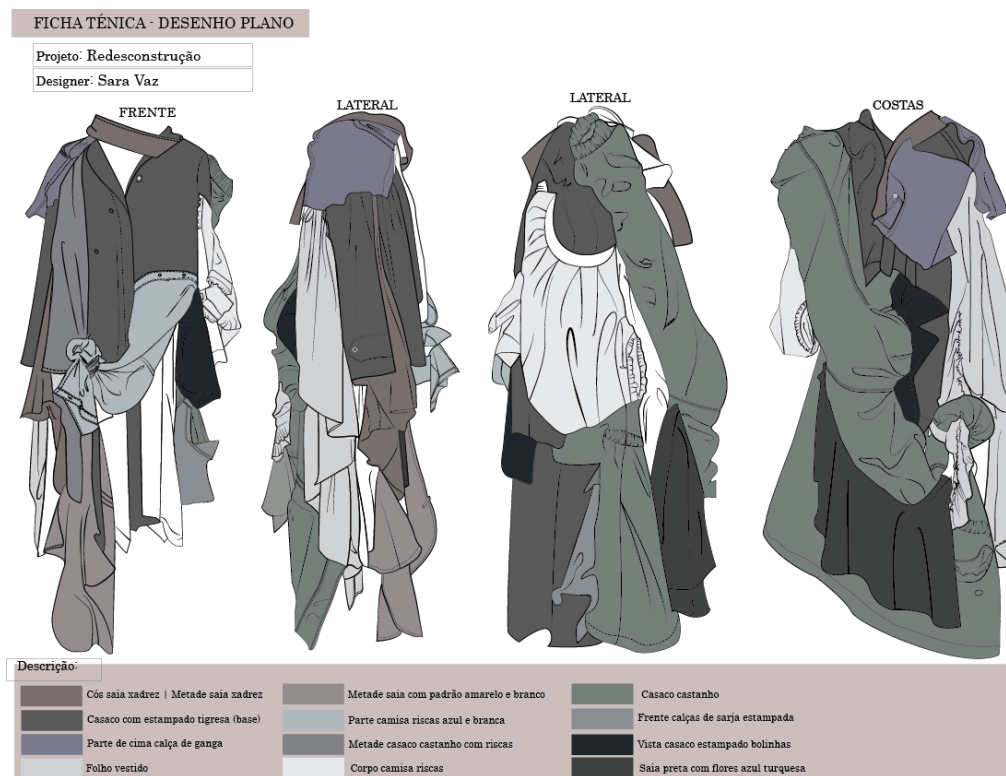 FICHA TÉNICA - DESENHO PLANO
Projeto: Redesconstrução
Designer: Sara Vaz
FRENTE
LATERAL
LATERAL
COSTAS
Descrição:
Cós saia xadrez | Metade saia xadrez
Casaco com estampado tigresa (base)
Parte de cima calça de ganga
Folho vestido
Metade saia com padrão amarelo e branco
Parte camisa riscas azul e branca
Metade casaco castanho com riscas
Corpo camisa riscas
Casaco castanho
Frente calças de sarja estampada
Vista casaco estampado bolinhas
Saia preta com flores azul turquesa